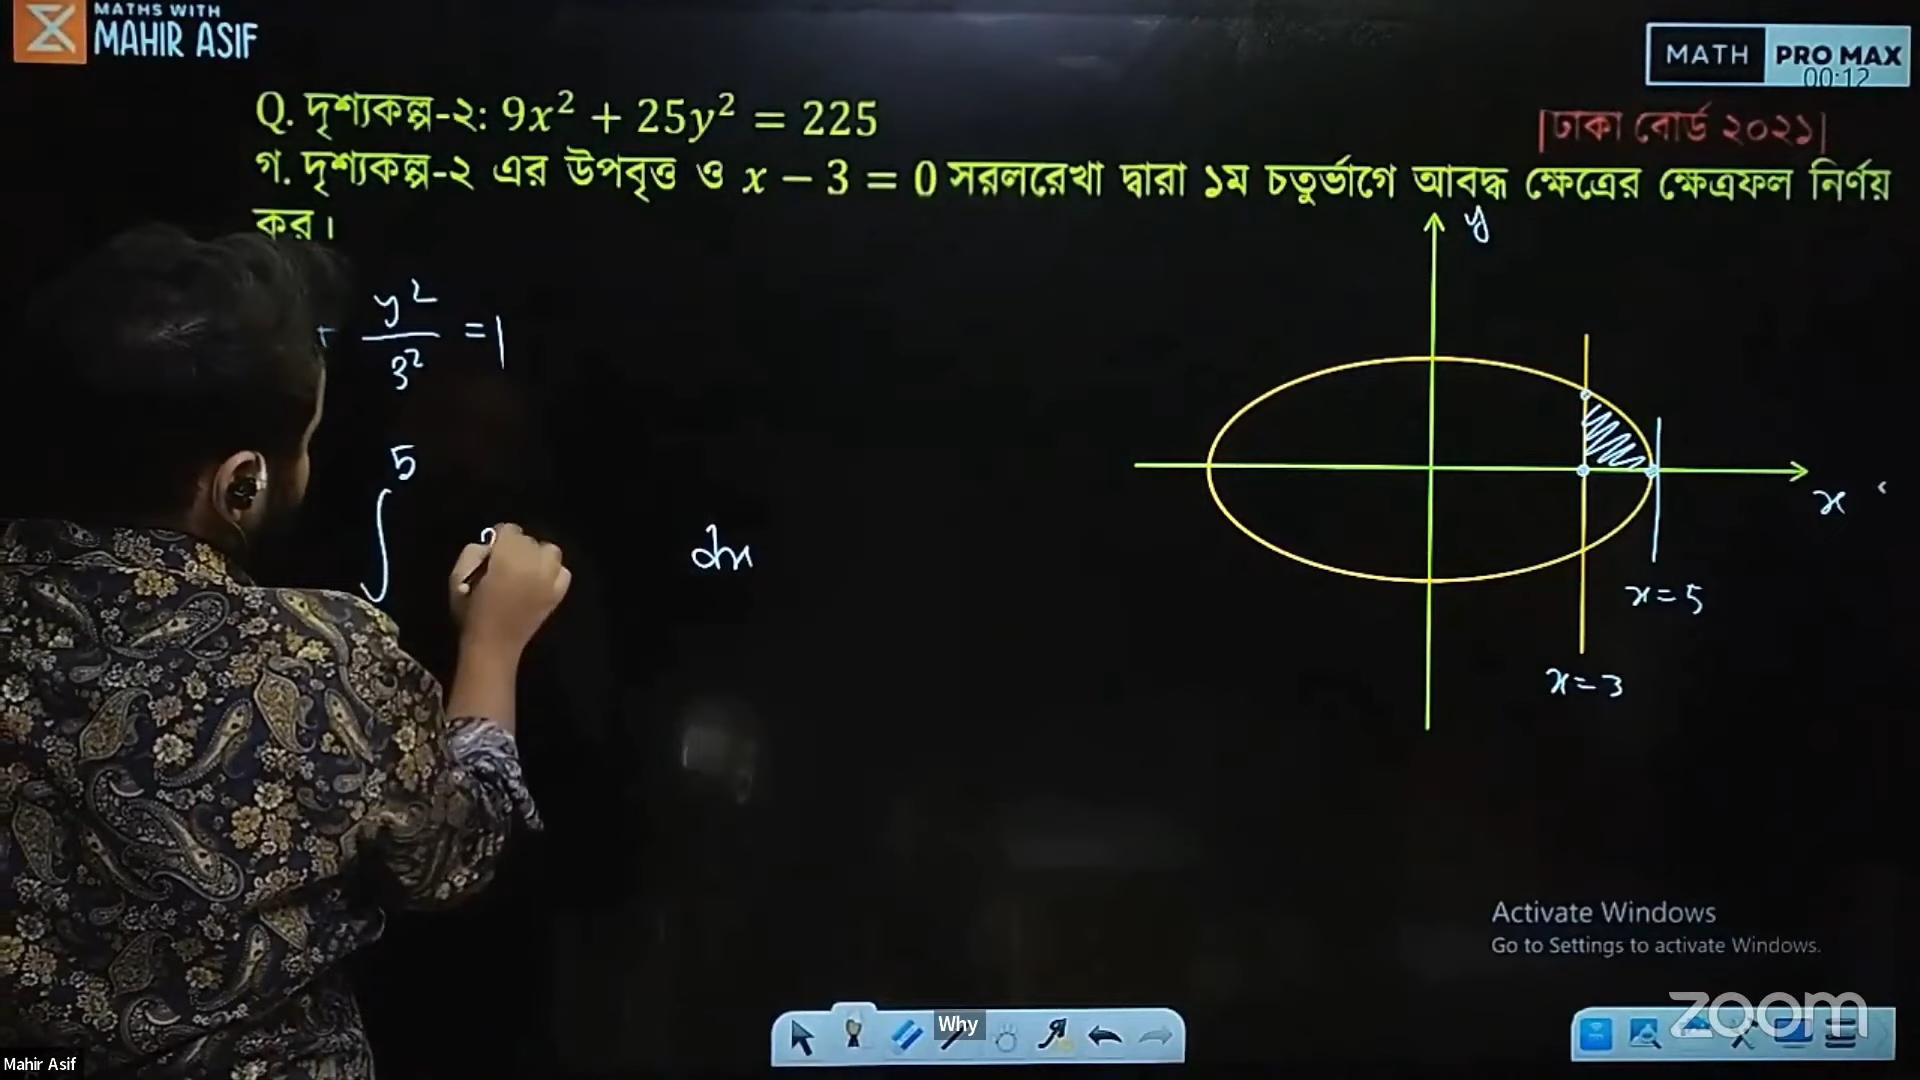 MATHS WITH
MAHIR ASIF
MATH PRO MAX
00:12
Q. দৃশ্যকল্প-২: 9x² + 25y² = 225
[ঢাকা বোর্ড ২০২১]
গ. দৃশ্যকল্প-২ এর উপবৃত্ত ও x − 3 = 0 সরলরেখা দ্বারা ১ম চতুর্ভাগে আবদ্ধ ক্ষেত্রের ক্ষেত্রফল নির্ণয়
কর।
y
+ y²/3² = 1
5
∫ dx
x
x=5
x=3
Activate Windows
Go to Settings to activate Windows.
zoom
Why
Mahir Asif